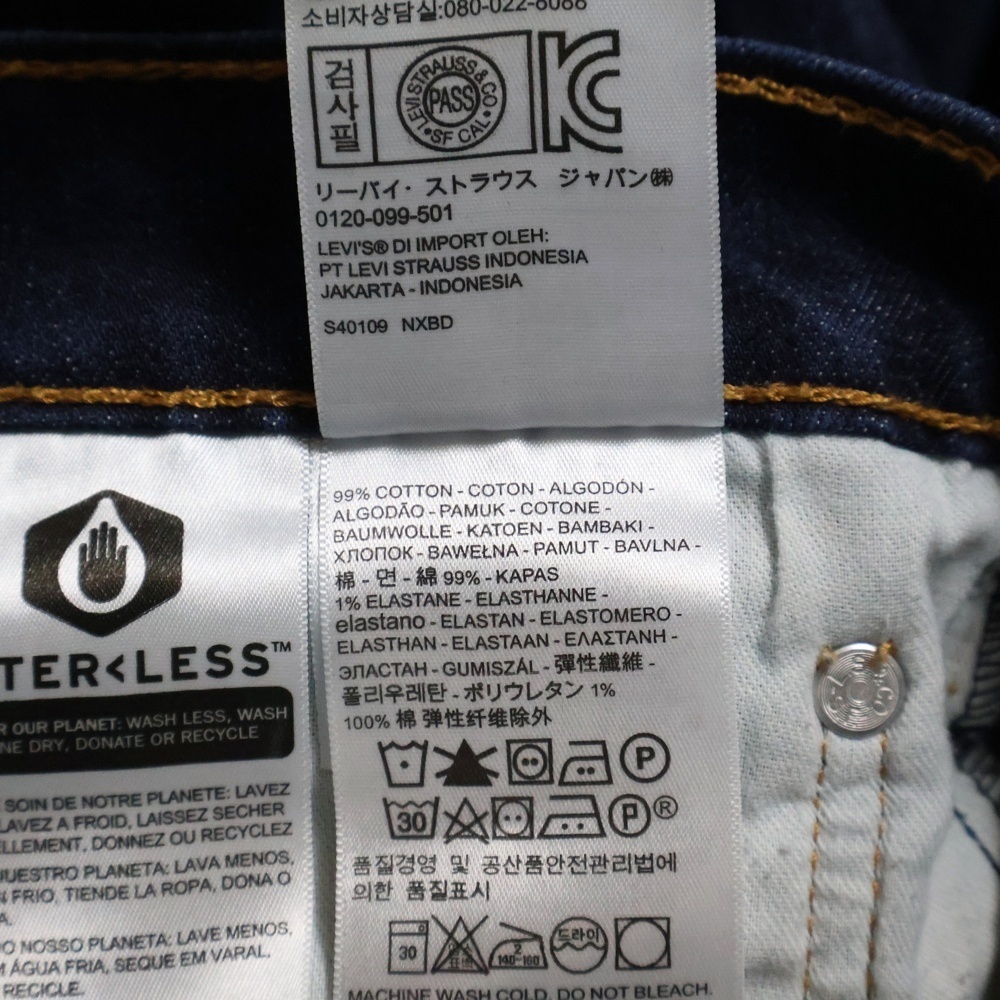 소비자상담실:080-022-8088
검사필
LEVI STRAUSS & CO
PASS
SF CAL
リーバイ・ストラウス ジャパン㈱
0120-099-501
LEVI'S® DI IMPORT OLEH:
PT LEVI STRAUSS INDONESIA
JAKARTA - INDONESIA
S40109 NXBD
TER<LESS™
OUR PLANET: WASH LESS, WASH
DRY, DONATE OR RECYCLE
SOIN DE NOTRE PLANETE: LAVEZ
LAVEZ A FROID, LAISSEZ SECHER
ELLEMENT, DONNEZ OU RECYCLEZ
NUESTRO PLANETA: LAVA MENOS,
FRIO, TIENDE LA ROPA, DONA O
A.
NOSSO PLANETA: LAVE MENOS,
ÁGUA FRIA, SEQUE EM VARAL,
RECICLE.
99% COTTON - COTON - ALGODÓN -
ALGODÃO - PAMUK - COTONE -
BAUMWOLLE - KATOEN - BAMBAKI -
ХЛОПОК - BAWEŁNA - PAMUT - BAVLNA -
棉 - 면 - 綿 99% - KAPAS
1% ELASTANE - ELASTHANNE -
elastano - ELASTAN - ELASTOMERO -
ELASTHAN - ELASTAAN - ΕΛΑΣΤΑΝΗ -
ЭЛАСТАН - GUMISZÁL - 彈性纖維 -
폴리우레탄 - ポリウレタン 1%
100% 棉 弹性纤维除外
P
30 P ®
품질경영 및 공산품안전관리법에
의한 품질표시
30 염소표백 2 140~160 드라이
MACHINE WASH COLD. DO NOT BLEACH.